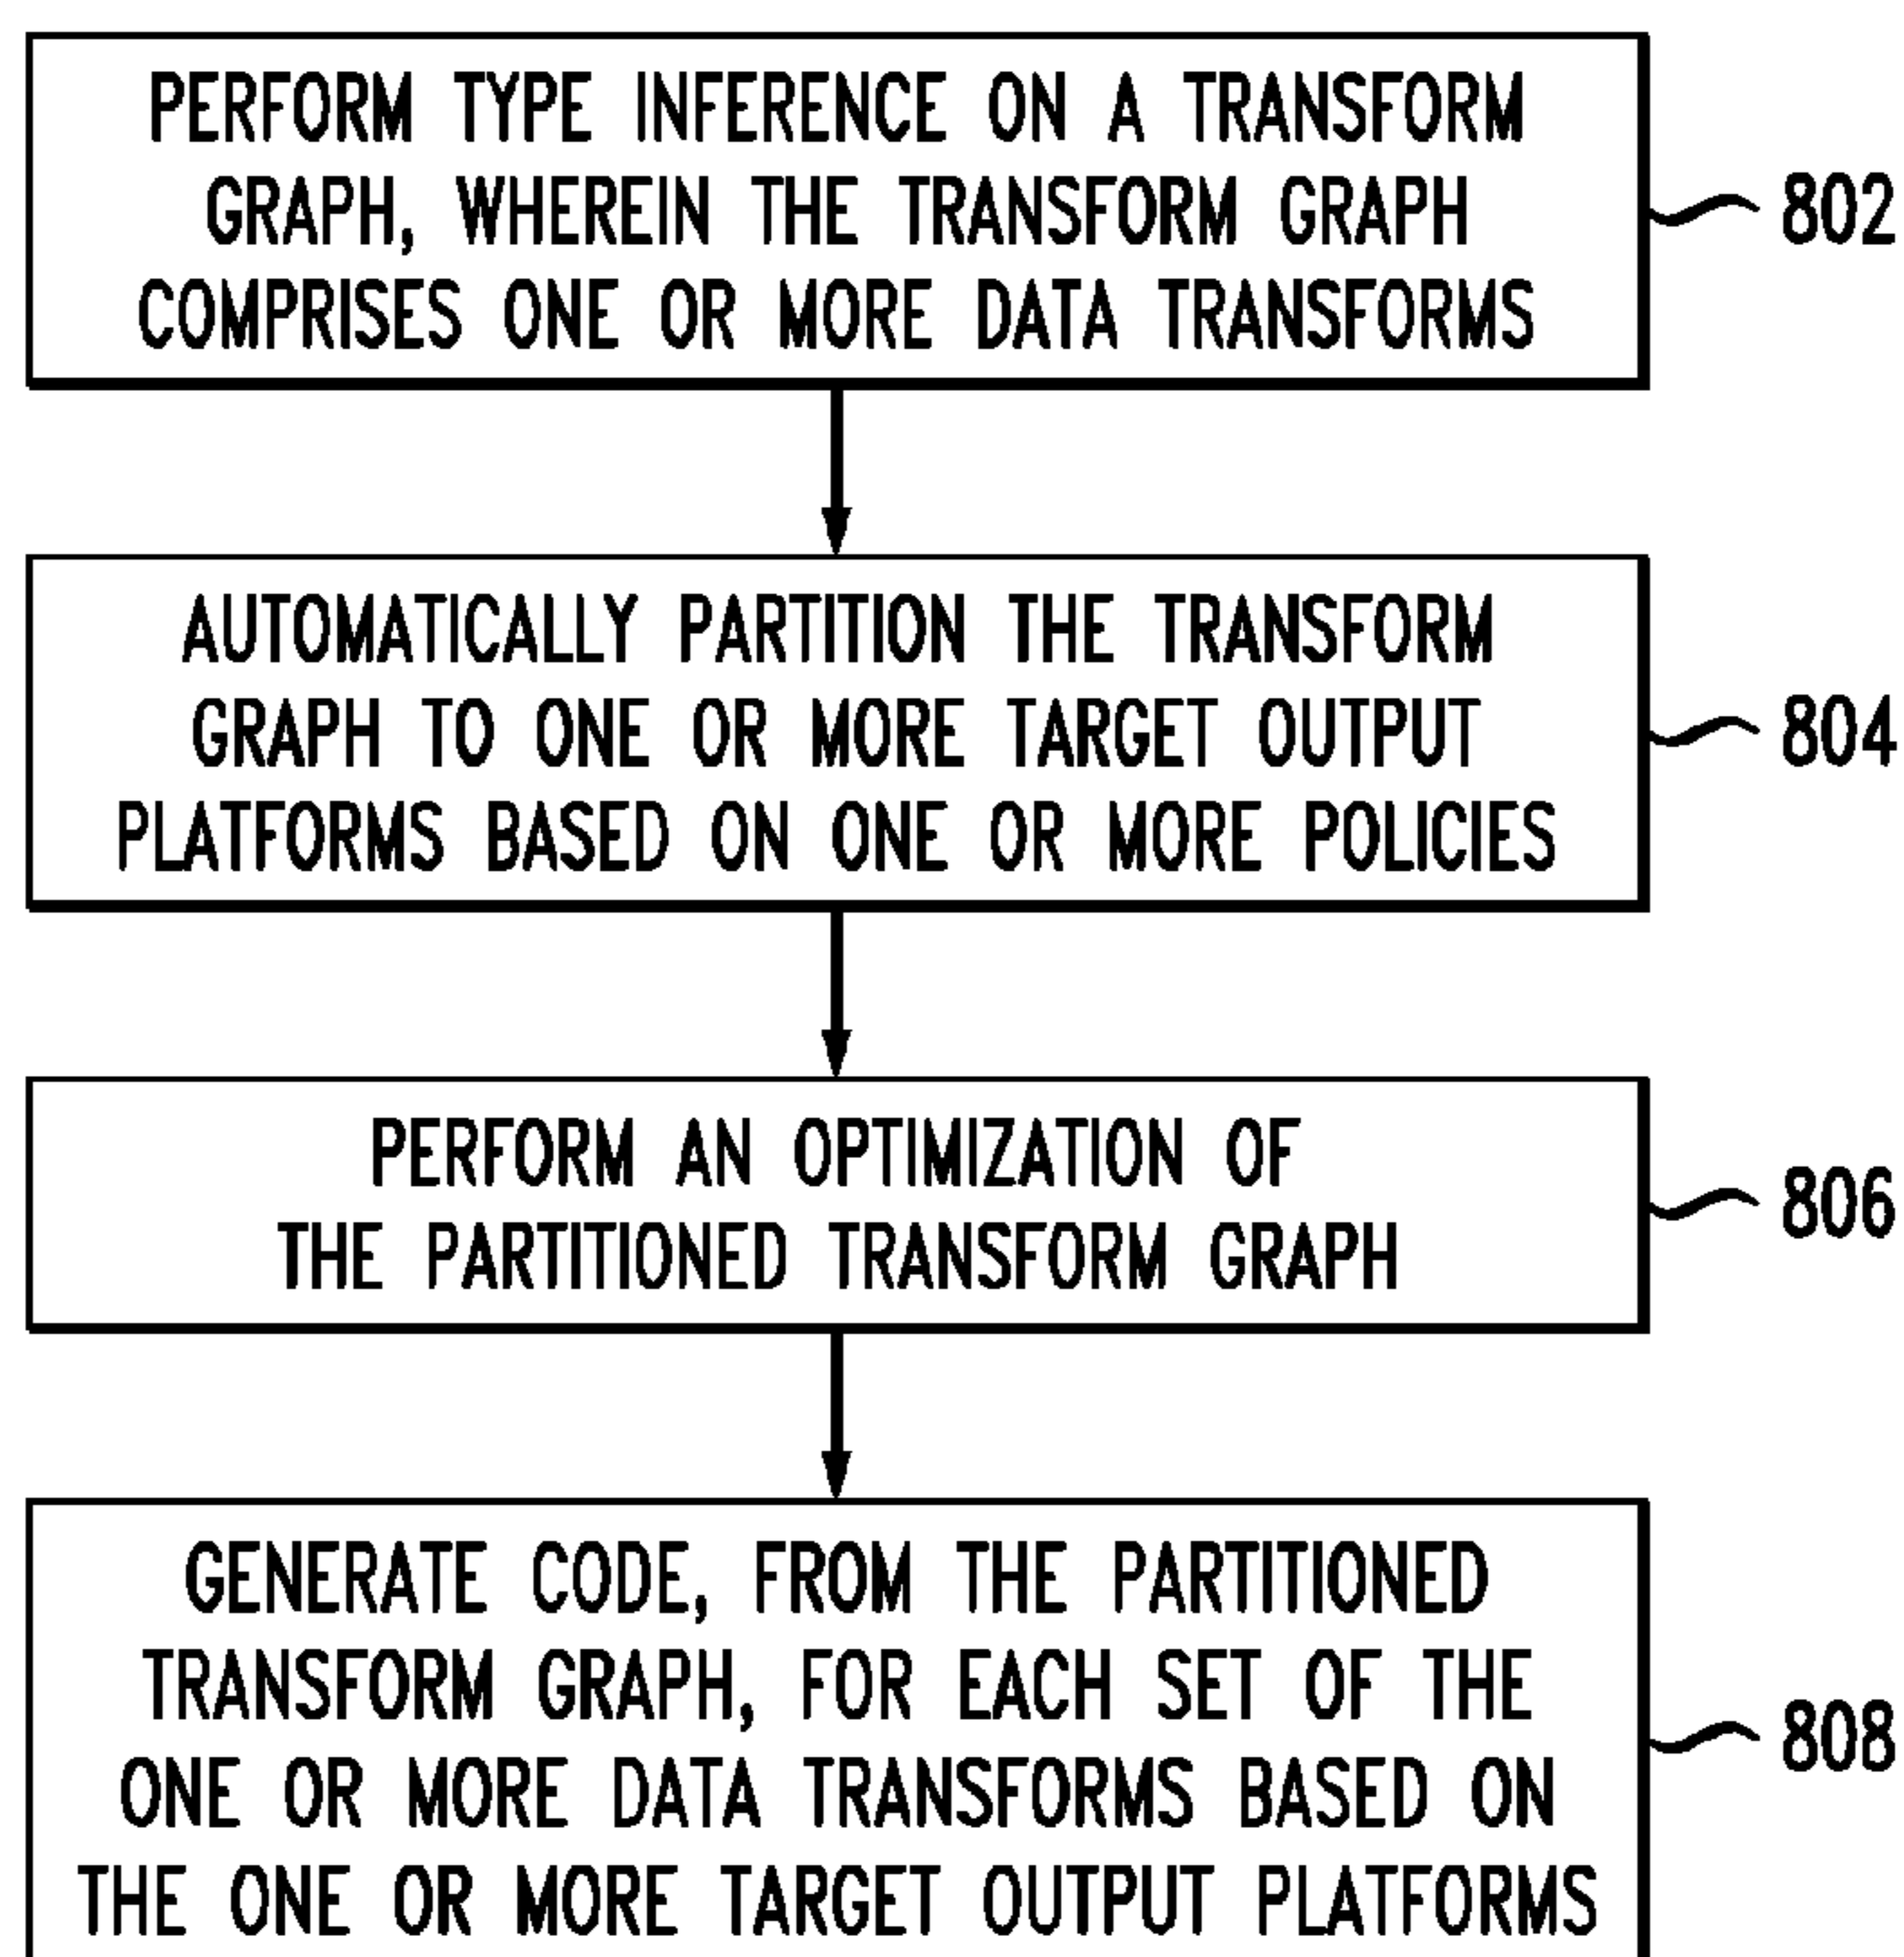 PERFORM TYPE INFERENCE ON A TRANSFORM
GRAPH, WHEREIN THE TRANSFORM GRAPH
COMPRISES ONE OR MORE DATA TRANSFORMS
802
AUTOMATICALLY PARTITION THE TRANSFORM
GRAPH TO ONE OR MORE TARGET OUTPUT
PLATFORMS BASED ON ONE OR MORE POLICIES
804
PERFORM AN OPTIMIZATION OF
THE PARTITIONED TRANSFORM GRAPH
806
GENERATE CODE, FROM THE PARTITIONED
TRANSFORM GRAPH, FOR EACH SET OF THE
ONE OR MORE DATA TRANSFORMS BASED ON
THE ONE OR MORE TARGET OUTPUT PLATFORMS
808